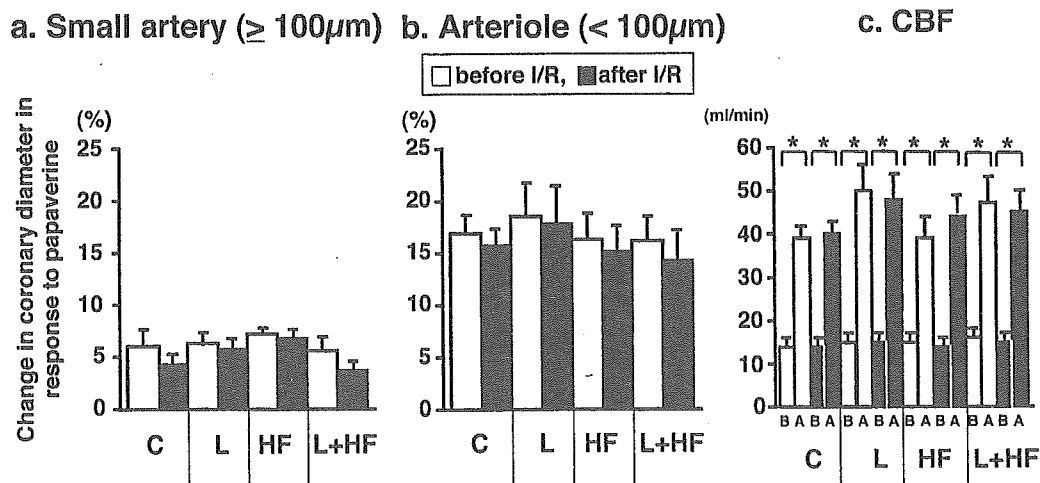 a. Small artery (≥ 100μm)
b. Arteriole (< 100μm)
c. CBF
before I/R, after I/R
Change in coronary diameter in
response to papaverine
(%)
25
20
15
10
5
0
C L HF L+HF
(%)
25
20
15
10
5
0
C L HF L+HF
(ml/min)
60
50
40
30
20
10
0
* * * * * * * *
B A B A B A B A B A B A B A B A
C L HF L+HF